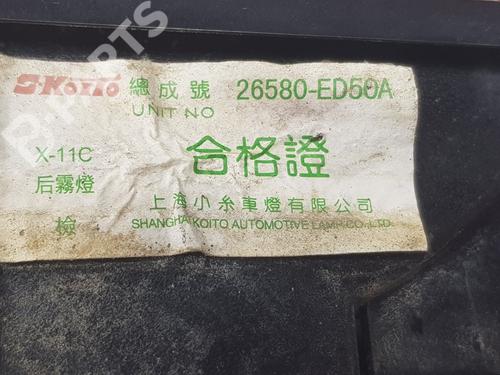 S-KOITO 總成號 26580-ED50A
UNIT NO
X-11C 合格證
后霧燈
檢 上海小糸車燈有限公司
SHANGHAI KOITO AUTOMOTIVE LAMP CO.,LTD.
B-PARTS